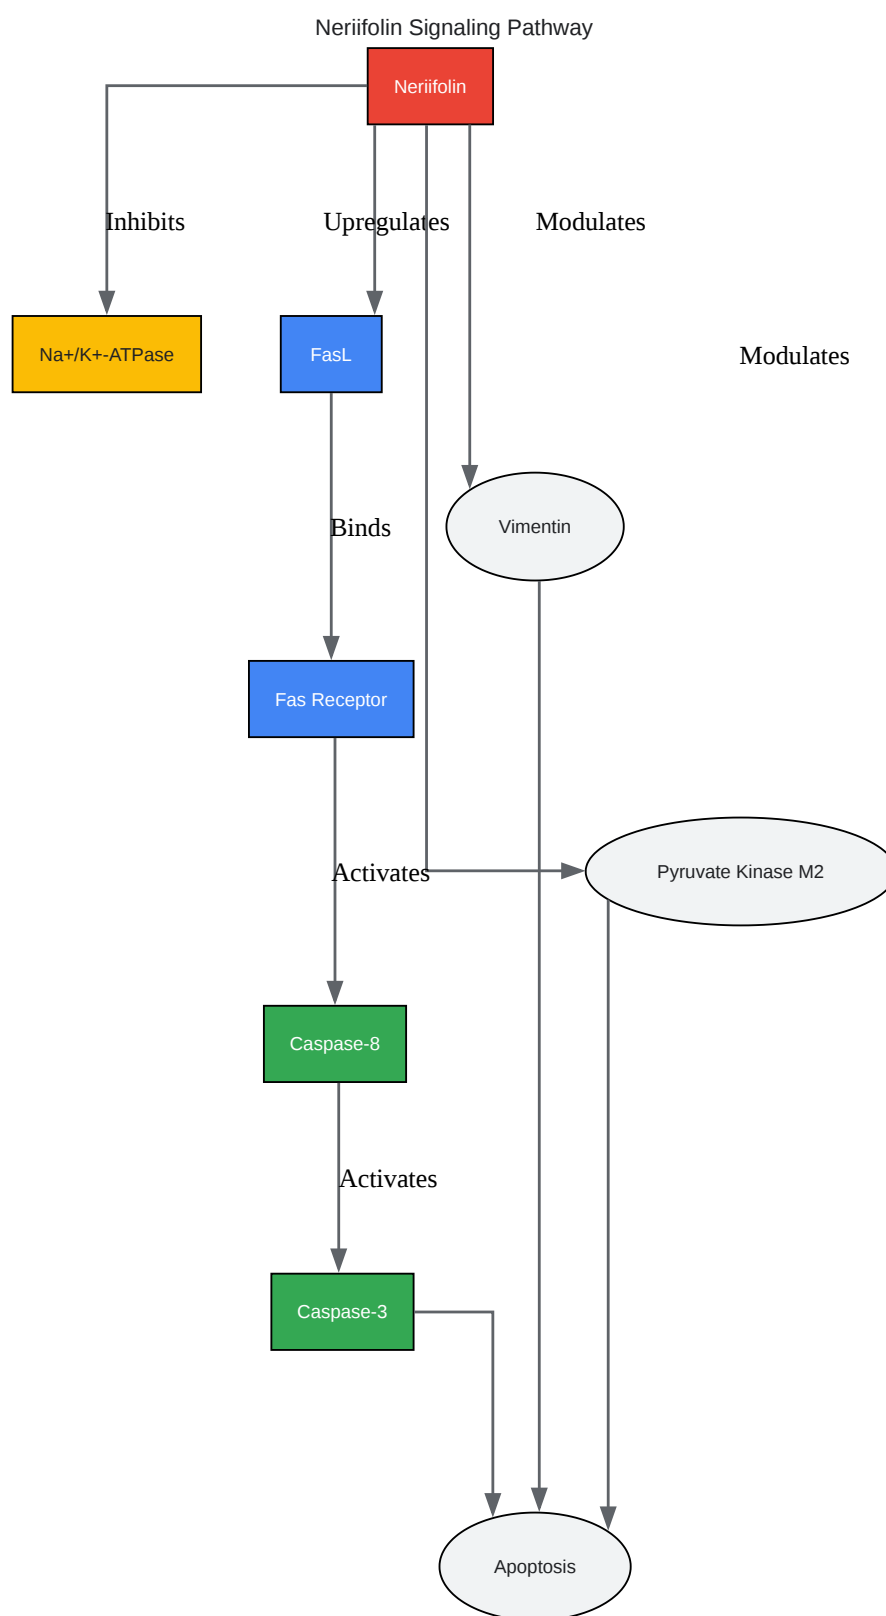 Neriifolin Signaling Pathway
Neriifolin
Inhibits
Upregulates
Modulates
Na+/K+-ATPase
FasL
Modulates
Binds
Vimentin
Fas Receptor
Activates
Pyruvate Kinase M2
Caspase-8
Activates
Caspase-3
Apoptosis